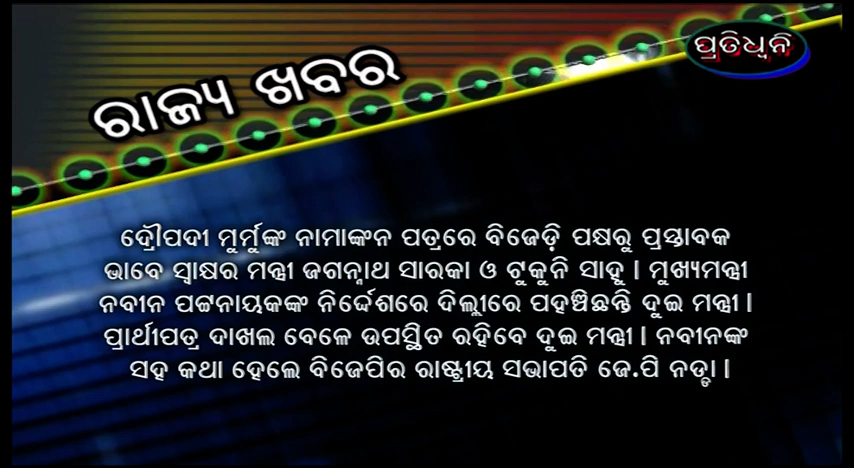 ପ୍ରତିଧ୍ୱନି
ରାଜ୍ୟ ଖବର
ଦ୍ରୌପଦୀ ମୁର୍ମୁଙ୍କ ନାମାଙ୍କନ ପତ୍ରରେ ବିଜେଡ଼ି ପକ୍ଷରୁ ପ୍ରସ୍ତାବକ
ଭାବେ ସ୍ୱାକ୍ଷର ମନ୍ତ୍ରୀ ଜଗନ୍ନାଥ ସାରକା ଓ ଟୁକୁନି ସାହୁ । ମୁଖ୍ୟମନ୍ତ୍ରୀ
ନବୀନ ପଟ୍ଟନାୟକଙ୍କ ନିର୍ଦ୍ଦେଶରେ ଦିଲ୍ଲୀରେ ପହଞ୍ଚିଛନ୍ତି ଦୁଇ ମନ୍ତ୍ରୀ ।
ପ୍ରାର୍ଥୀପତ୍ର ଦାଖଲ ବେଳେ ଉପସ୍ଥିତ ରହିବେ ଦୁଇ ମନ୍ତ୍ରୀ । ନବୀନଙ୍କ
ସହ କଥା ହେଲେ ବିଜେପିର ରାଷ୍ଟ୍ରୀୟ ସଭାପତି ଜେ.ପି ନଡ୍ଡା ।